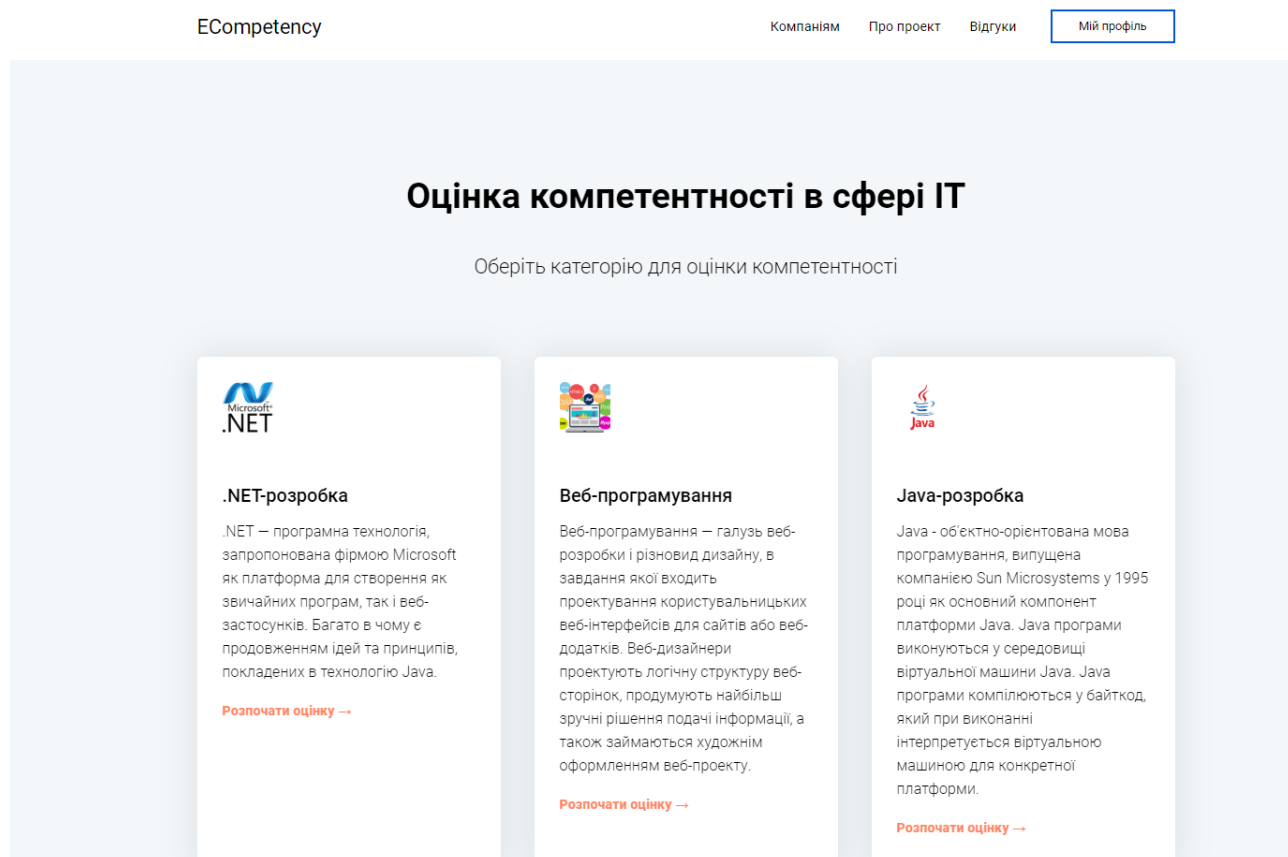 ECompetency
Компаніям
Про проект
Відгуки
Мій профіль
Оцінка компетентності в сфері ІТ
Оберіть категорію для оцінки компетентності
Microsoft®
.NET
.NET-розробка
.NET — програмна технологія,
запропонована фірмою Microsoft
як платформа для створення як
звичайних програм, так і веб-
застосунків. Багато в чому є
продовженням ідей та принципів,
покладених в технологію Java.
Розпочати оцінку →
Веб-програмування
Веб-програмування — галузь веб-
розробки і різновид дизайну, в
завдання якої входить
проектування користувальницьких
веб-інтерфейсів для сайтів або веб-
додатків. Веб-дизайнери
проектують логічну структуру веб-
сторінок, продумують найбільш
зручні рішення подачі інформації, а
також займаються художнім
оформленням веб-проекту.
Розпочати оцінку →
Java
Java-розробка
Java - об'єктно-орієнтована мова
програмування, випущена
компанією Sun Microsystems у 1995
році як основний компонент
платформи Java. Java програми
виконуються у середовищі
віртуальної машини Java. Java
програми компілюються у байткод,
який при виконанні
інтерпретується віртуальною
машиною для конкретної
платформи.
Розпочати оцінку →